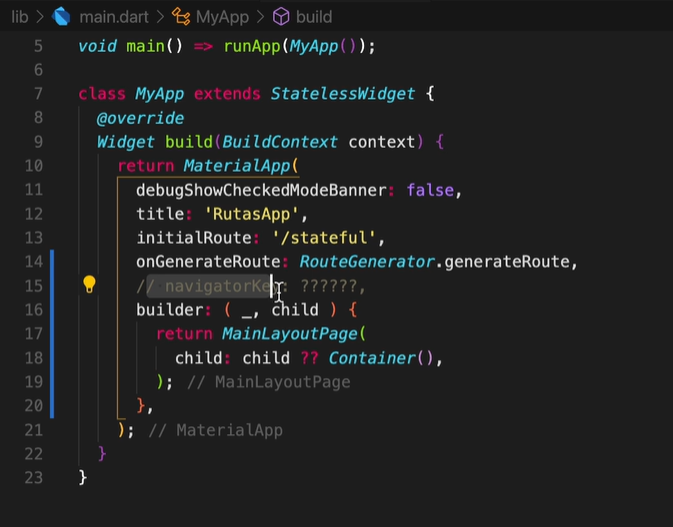 lib > main.dart > MyApp > build
5 void main() => runApp(MyApp());
6
7 class MyApp extends StatelessWidget {
8 @override
9 Widget build(BuildContext context) {
10 return MaterialApp(
11 debugShowCheckedModeBanner: false,
12 title: 'RutasApp',
13 initialRoute: '/stateful',
14 onGenerateRoute: RouteGenerator.generateRoute,
15 // navigatorKey: ??????,
16 builder: ( _, child ) {
17 return MainLayoutPage(
18 child: child ?? Container(),
19 ); // MainLayoutPage
20 },
21 ); // MaterialApp
22 }
23 }